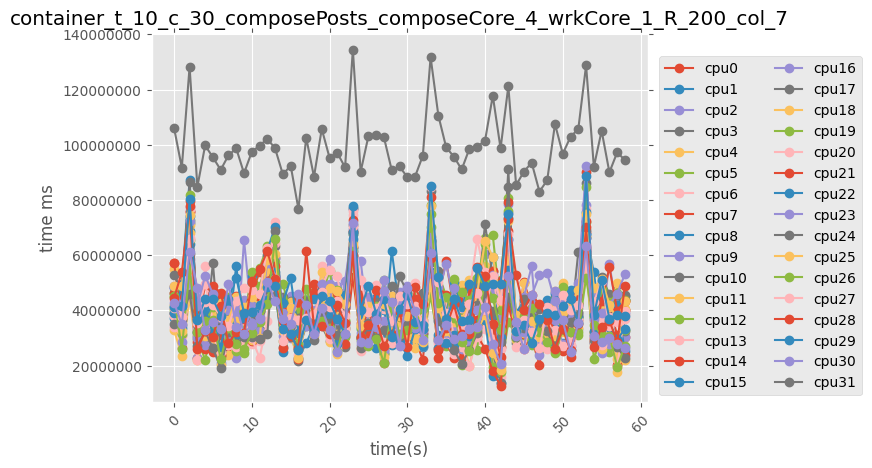 container_t_10_c_30_composePosts_composeCore_4_wrkCore_1_R_200_col_7
140000000
120000000
100000000
80000000
60000000
40000000
20000000
time ms
0
10
20
30
40
50
60
time(s)
cpu0
cpu1
cpu2
cpu3
cpu4
cpu5
cpu6
cpu7
cpu8
cpu9
cpu10
cpu11
cpu12
cpu13
cpu14
cpu15
cpu16
cpu17
cpu18
cpu19
cpu20
cpu21
cpu22
cpu23
cpu24
cpu25
cpu26
cpu27
cpu28
cpu29
cpu30
cpu31